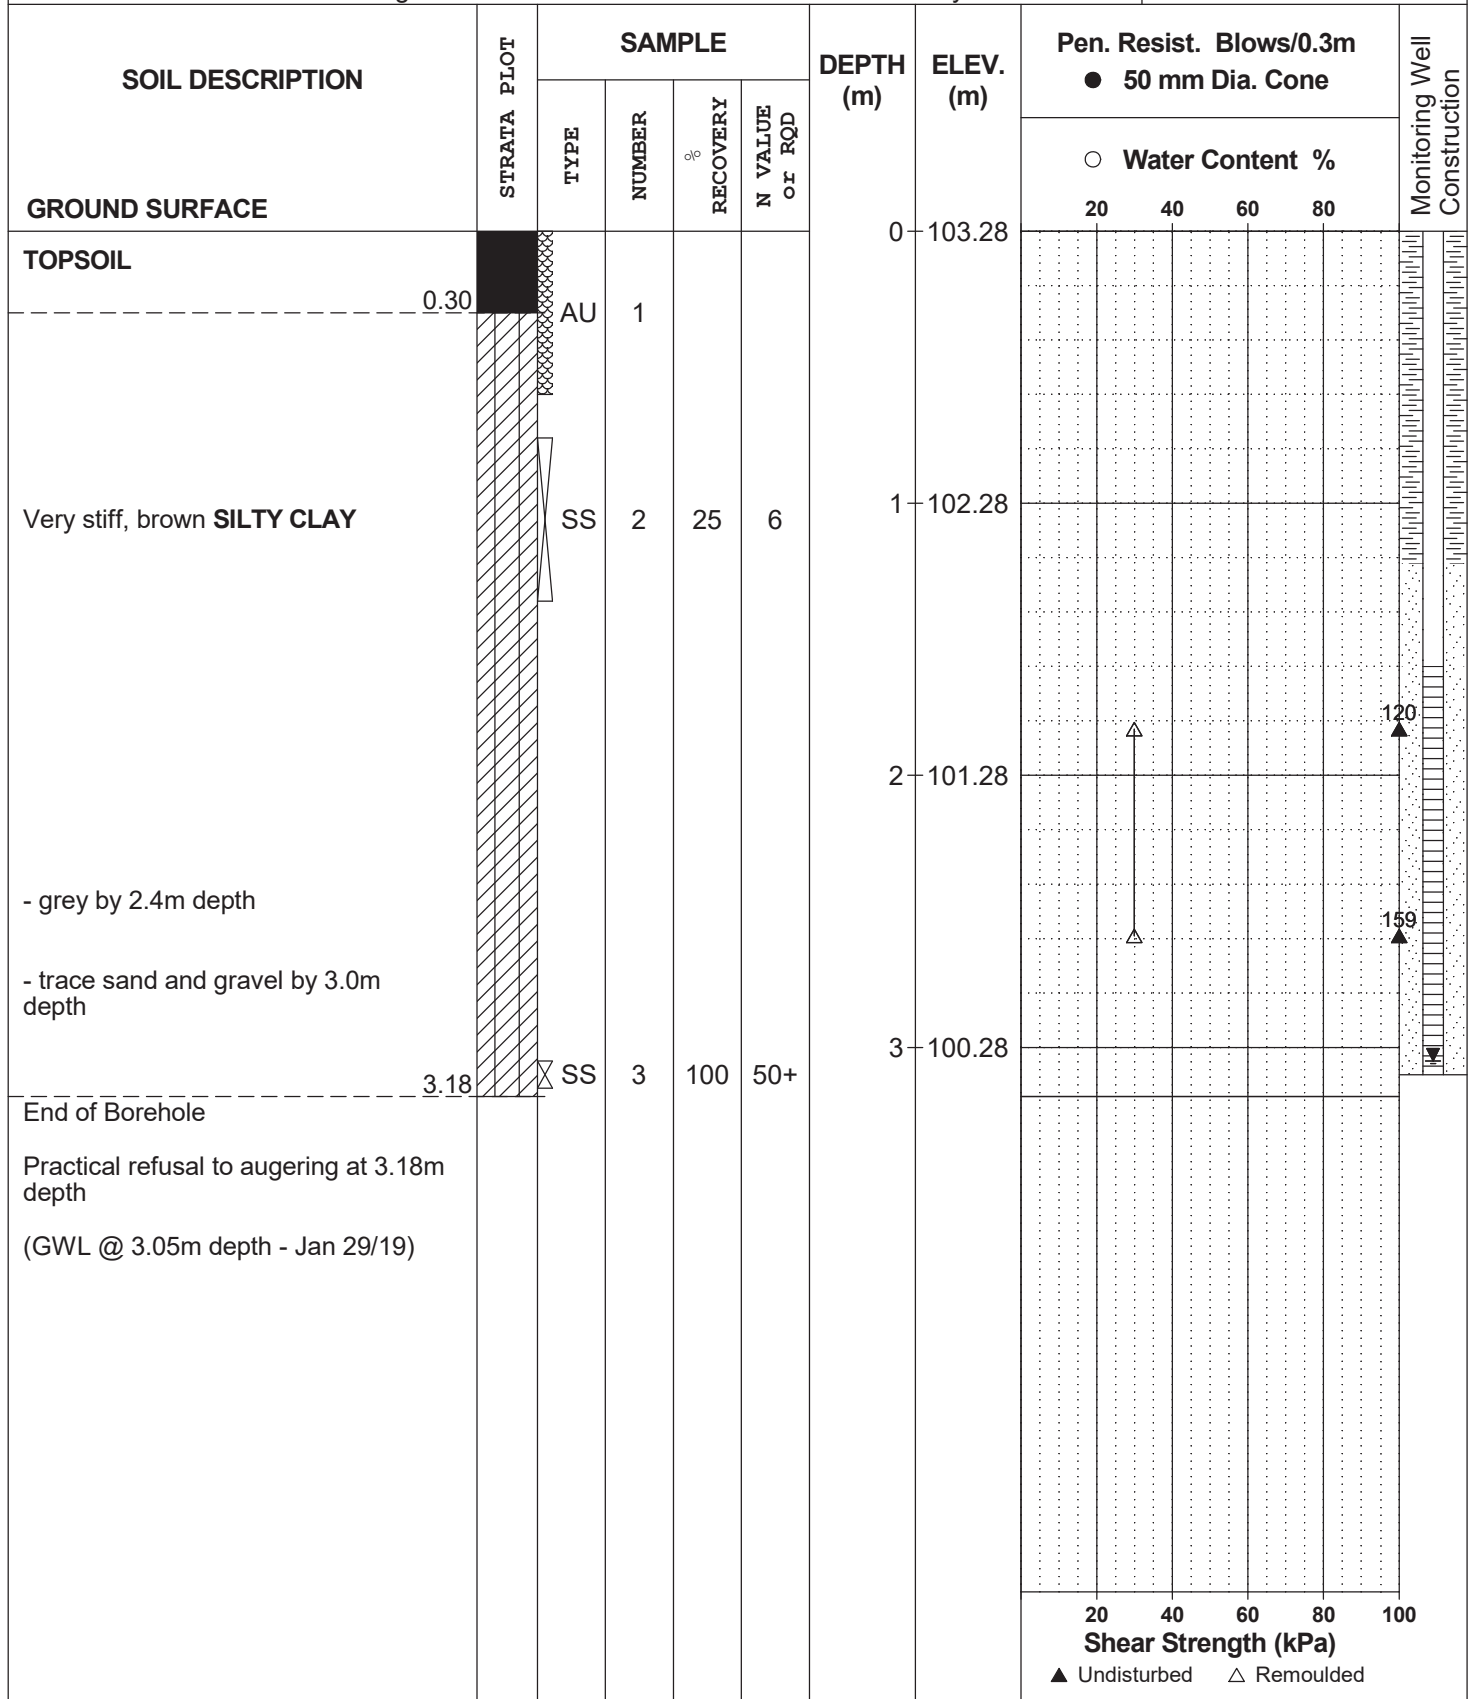 SOIL DESCRIPTION
GROUND SURFACE
STRATA PLOT
SAMPLE
TYPE
NUMBER
% RECOVERY
N VALUE or RQD
DEPTH (m)
ELEV. (m)
Pen. Resist. Blows/0.3m
● 50 mm Dia. Cone
○ Water Content %
20 40 60 80
Monitoring Well Construction
0 103.28
TOPSOIL
0.30
AU 1
1 102.28
Very stiff, brown SILTY CLAY
SS 2 25 6
120
2 101.28
- grey by 2.4m depth
159
- trace sand and gravel by 3.0m
depth
3 100.28
SS 3 100 50+
3.18
End of Borehole
Practical refusal to augering at 3.18m
depth
(GWL @ 3.05m depth - Jan 29/19)
20 40 60 80 100
Shear Strength (kPa)
▲ Undisturbed △ Remoulded